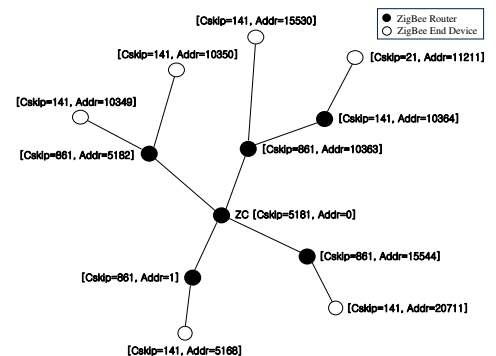 ZigBee Router
ZigBee End Device
[Cskip=141, Addr=15530]
[Cskip=141, Addr=10350]
[Cskip=21, Addr=11211]
[Cskip=141, Addr=10349]
[Cskip=141, Addr=10364]
[Cskip=861, Addr=5182]
[Cskip=861, Addr=10363]
ZC [Cskip=5181, Addr=0]
[Cskip=861, Addr=15544]
[Cskip=861, Addr=1]
[Cskip=141, Addr=20711]
[Cskip=141, Addr=5168]